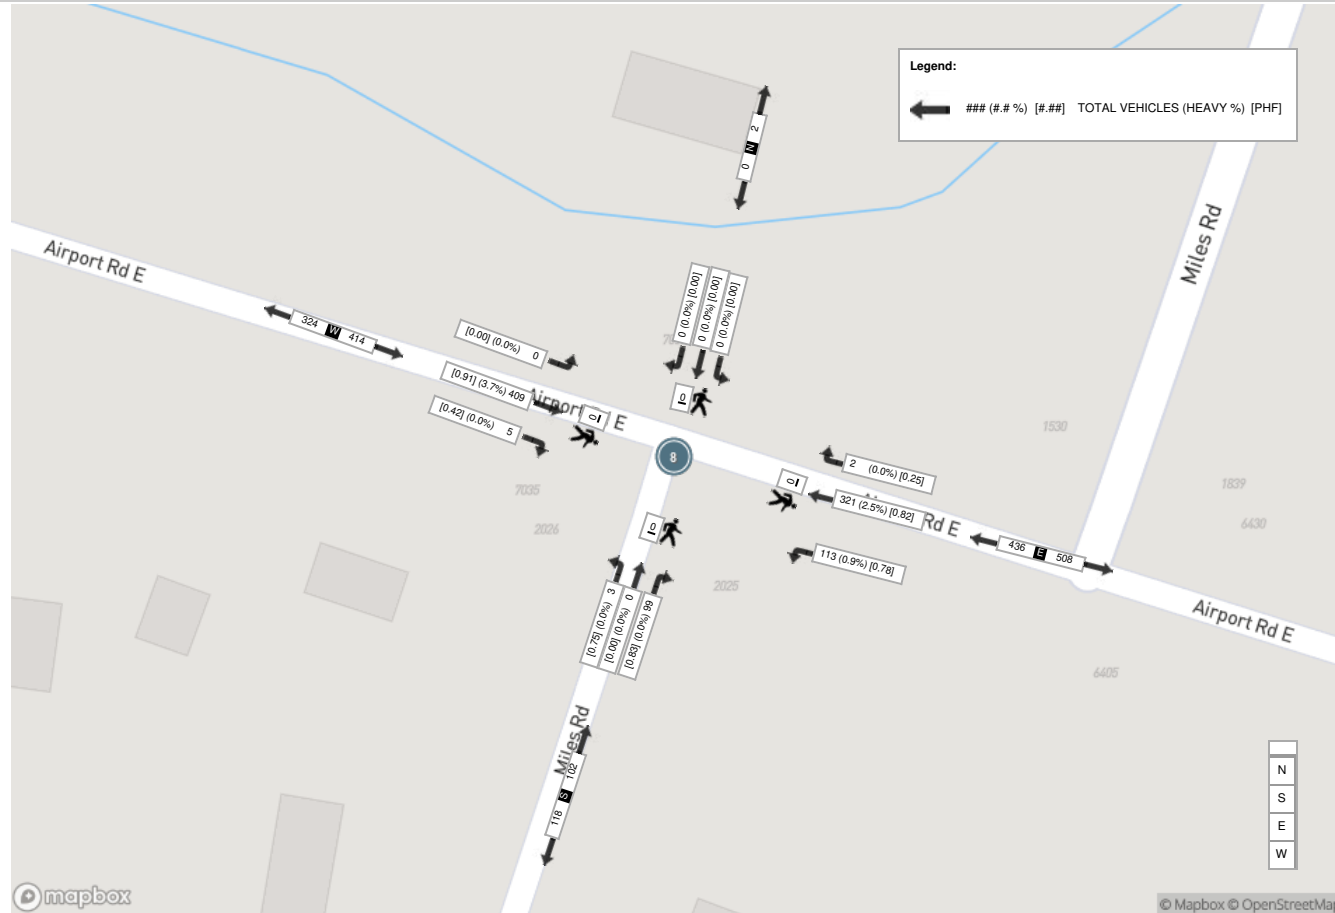 Legend:
### (#.# %) [#.##] TOTAL VEHICLES (HEAVY %) [PHF]
0 N 2
Miles Rd
Airport Rd E
324 W 414
0 (0.0%) [0.00]
0 (0.0%) [0.00]
0 (0.0%) [0.00]
[0.00] (0.0%) 0
[0.91] (3.7%) 409
[0.42] (0.0%) 5
0
0
E
8
1530
2 (0.0%) [0.25]
0
321 (2.5%) [0.82]
Rd E
113 (0.9%) [0.78]
436 E 508
7035
2026
1839
6430
0
2025
[0.75] (0.0%) 3
[0.00] (0.0%) 0
[0.83] (0.0%) 99
Airport Rd E
6405
Miles Rd
118 S 102
N
S
E
W
mapbox
© Mapbox © OpenStreetMap